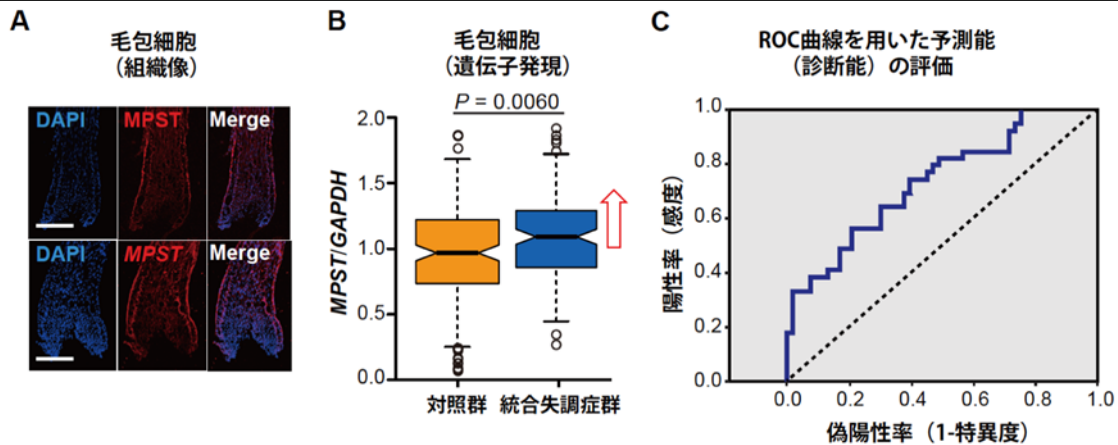 A
毛包細胞
（組織像）
DAPI
MPST
Merge
DAPI
MPST
Merge
B
毛包細胞
（遺伝子発現）
P = 0.0060
MPST/GAPDH
2.0
1.5
1.0
0.5
0.0
対照群
統合失調症群
C
ROC曲線を用いた予測能
（診断能）の評価
陽性率（感度）
1.0
0.8
0.6
0.4
0.2
0.0
0.0
0.2
0.4
0.6
0.8
1.0
偽陽性率（1-特異度）